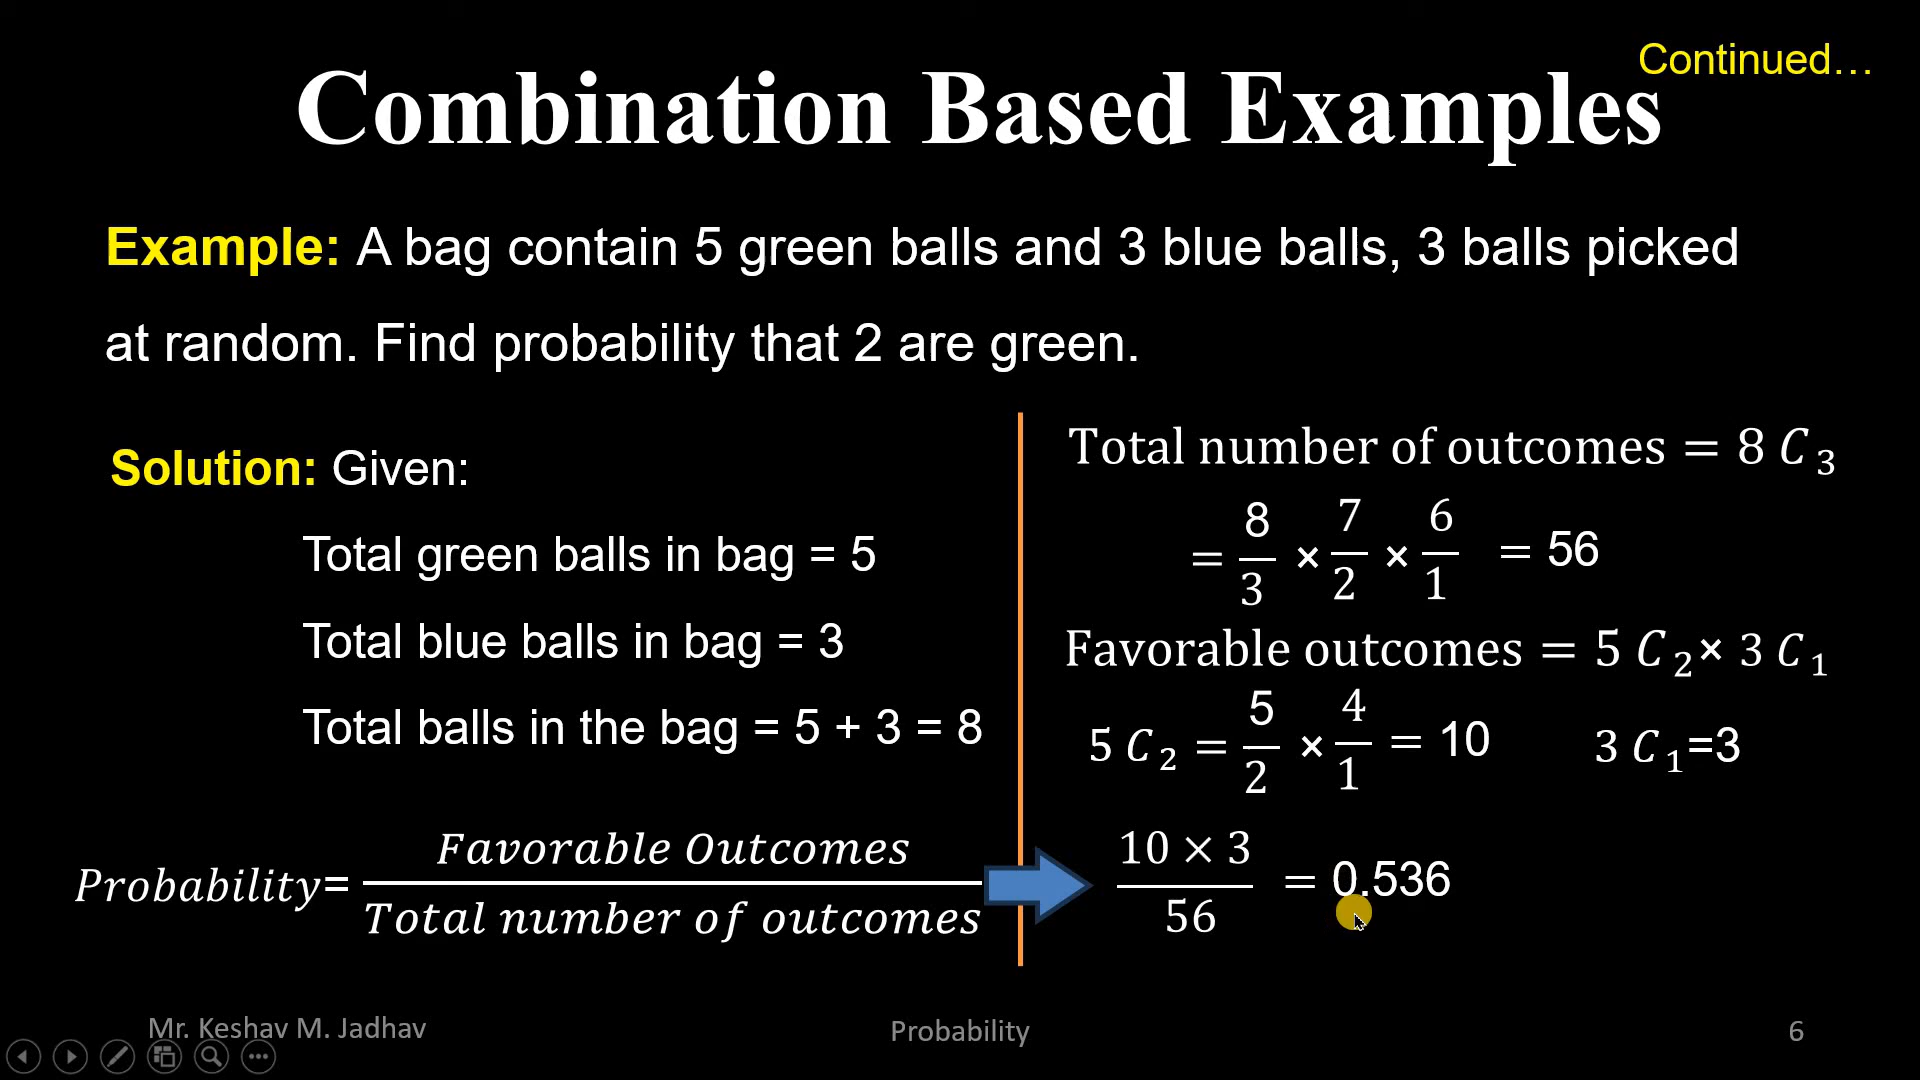 Continued…
Combination Based Examples
Example: A bag contain 5 green balls and 3 blue balls, 3 balls picked
at random. Find probability that 2 are green.
Solution: Given:
Total green balls in bag = 5
Total blue balls in bag = 3
Total balls in the bag = 5 + 3 = 8
Probability= Favorable Outcomes / Total number of outcomes
Total number of outcomes = 8 C 3
= 8/3 × 7/2 × 6/1 = 56
Favorable outcomes = 5 C 2 × 3 C 1
5 C 2 = 5/2 × 4/1 = 10 3 C 1 =3
10 × 3 / 56 = 0.536
Mr. Keshav M. Jadhav
Probability
6